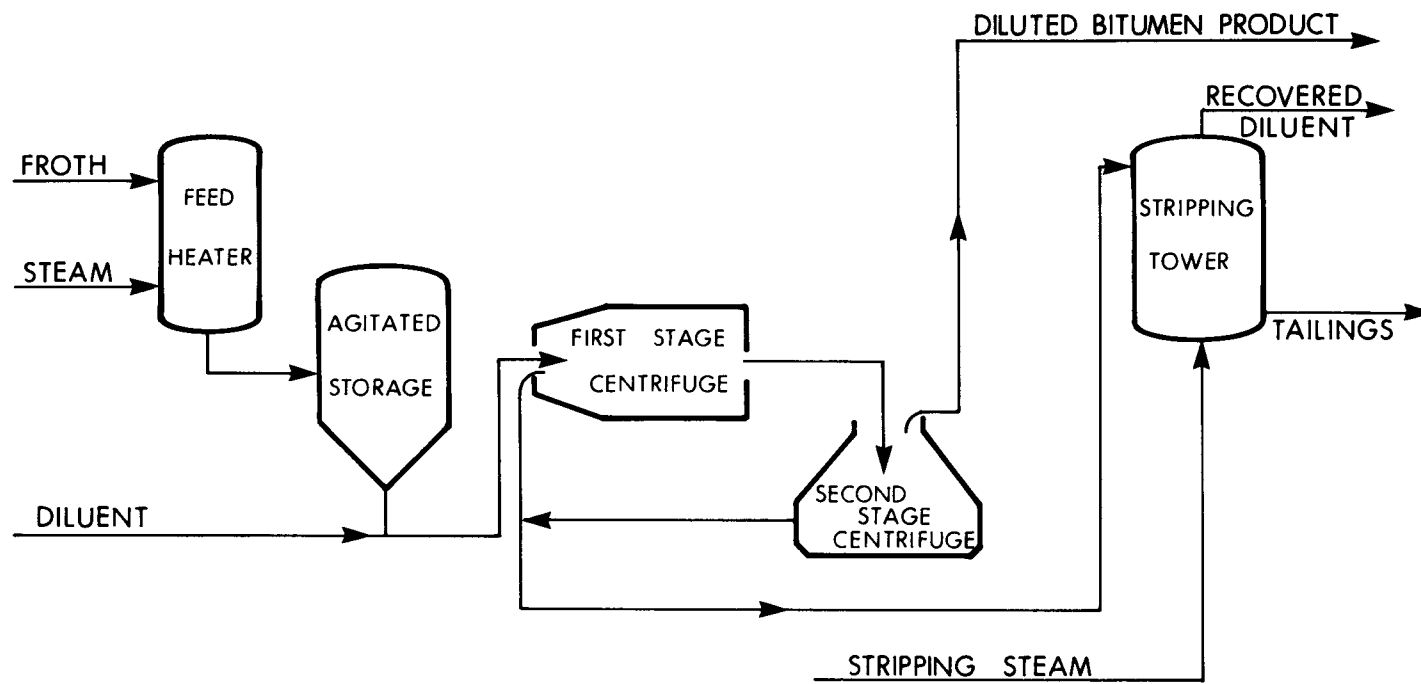 DILUTED BITUMEN PRODUCT
RECOVERED
DILUENT
FROTH
FEED
HEATER
STEAM
STRIPPING
TOWER
AGITATED
STORAGE
FIRST STAGE
CENTRIFUGE
TAILINGS
SECOND
STAGE
CENTRIFUGE
DILUENT
STRIPPING STEAM